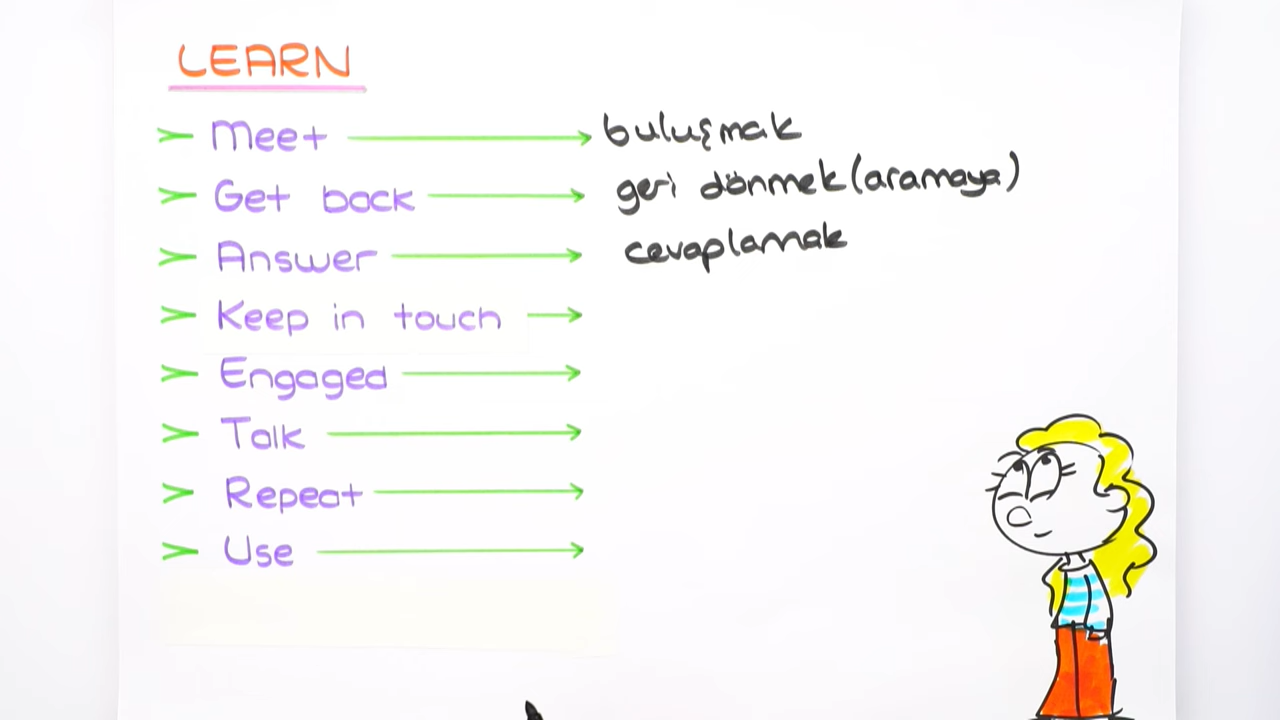 LEARN
Meet buluşmak
Get back geri dönmek (aramaya)
Answer cevaplamak
Keep in touch
Engaged
Talk
Repeat
Use